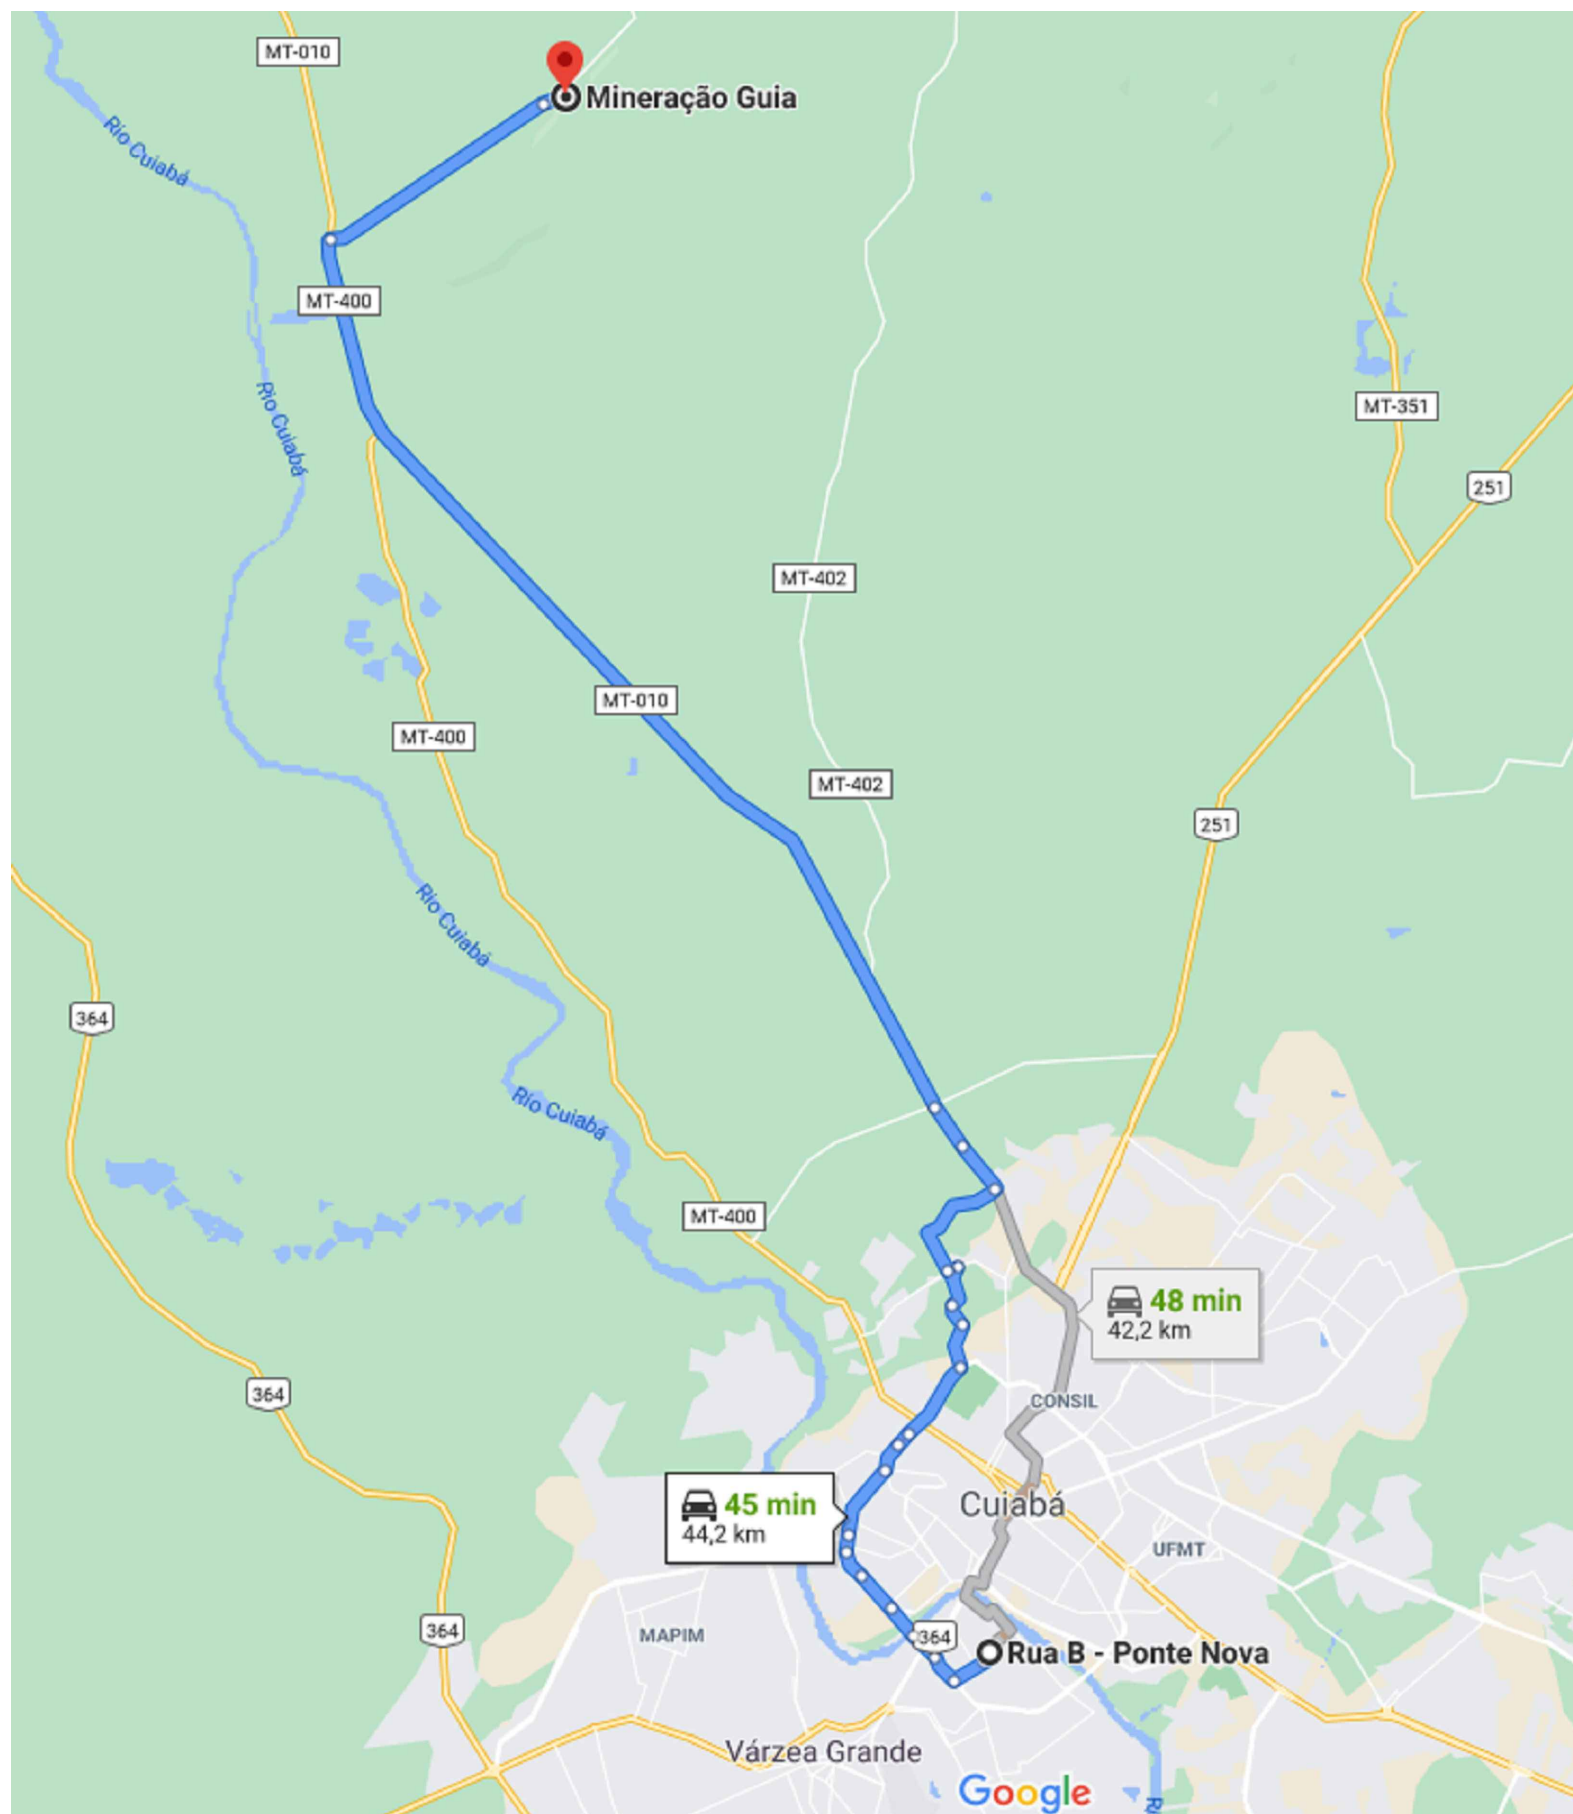 MT-010
Mineração Guia
Rio Cuiabá
MT-400
Rio Cuiabá
MT-351
251
MT-402
MT-010
MT-400
MT-402
251
Rio Cuiabá
364
Rio Cuiabá
MT-400
48 min
42,2 km
364
CONSIL
45 min
44,2 km
Cuiabá
UFMT
364
MAPIM
364
Rua B - Ponte Nova
Várzea Grande
Google